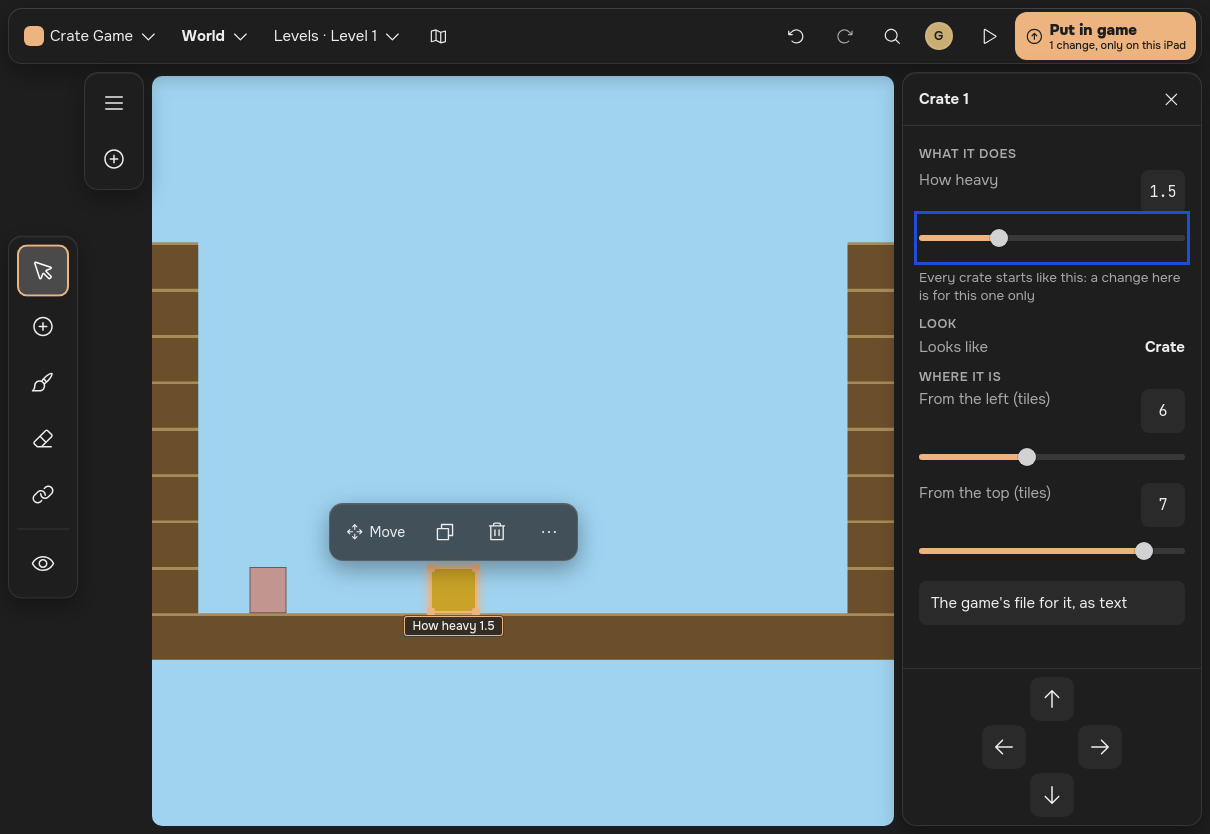 Crate Game
World
Levels · Level 1
G
Put in game
1 change, only on this iPad
Crate 1
WHAT IT DOES
How heavy
1.5
Every crate starts like this: a change here
is for this one only
LOOK
Looks like
Crate
WHERE IT IS
From the left (tiles)
6
From the top (tiles)
7
The game's file for it, as text
Move
How heavy 1.5